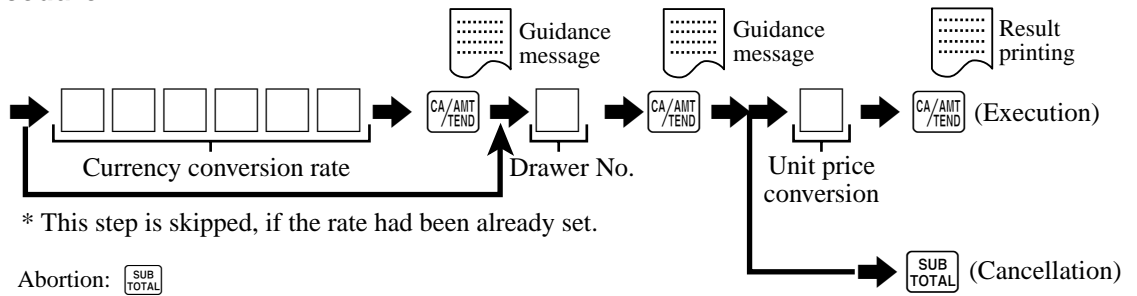 Guidance
message
Guidance
message
Result
printing
CA/AMT
/TEND
CA/AMT
/TEND
CA/AMT
/TEND
(Execution)
Currency conversion rate
Drawer No.
Unit price
conversion
* This step is skipped, if the rate had been already set.
Abortion:
SUB
TOTAL
SUB
TOTAL
(Cancellation)